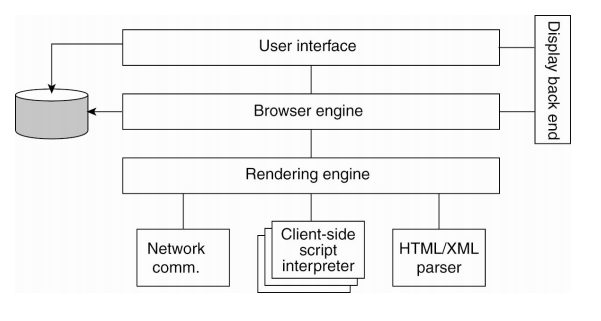 User interface
Browser engine
Display back end
Rendering engine
Network
comm.
Client-side
script
interpreter
HTML/XML
parser